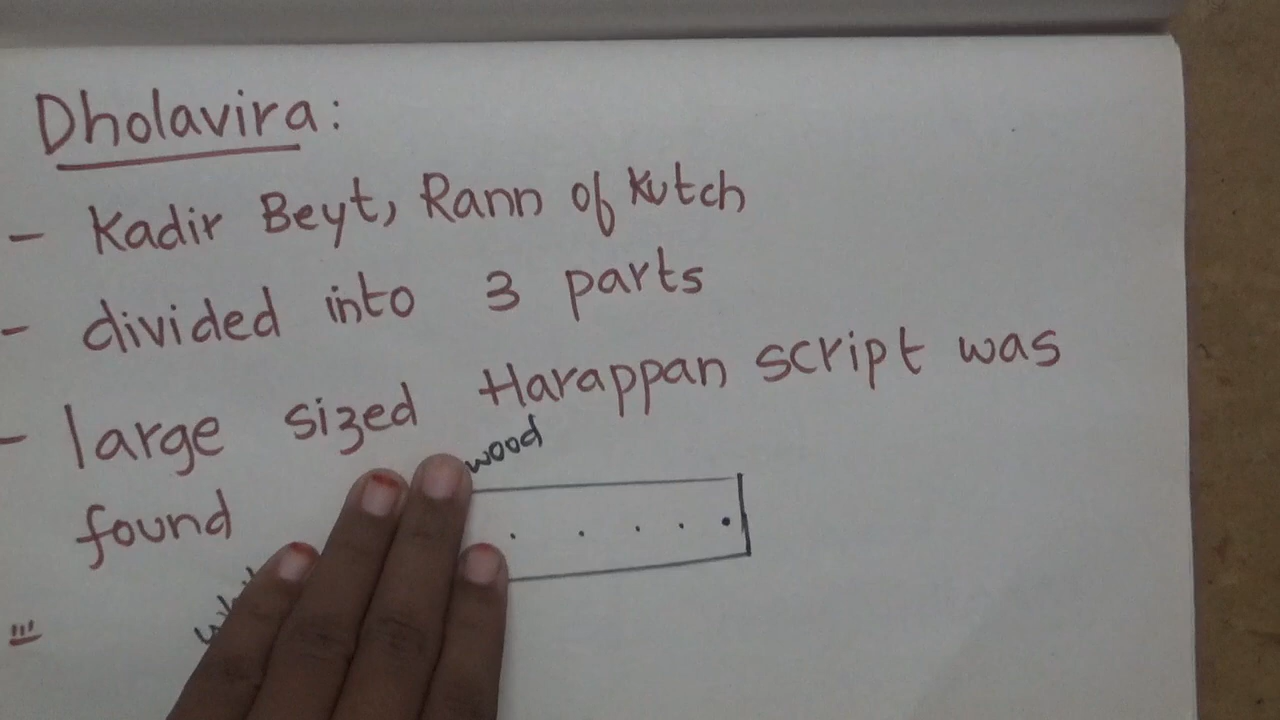 Dholavira:
- Kadir Beyt, Rann of Kutch
- divided into 3 parts
- large sized Harappan script was
found
wood